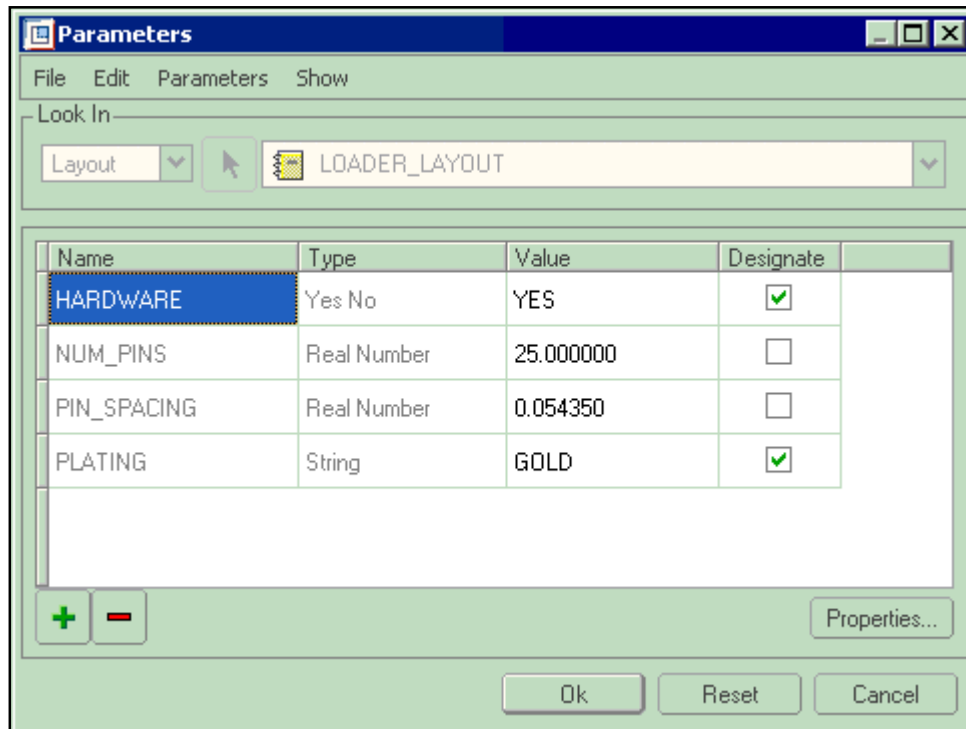 Parameters
File Edit Parameters Show
Look In
Layout LOADER_LAYOUT
Name Type Value Designate
HARDWARE Yes No YES
NUM_PINS Real Number 25.000000
PIN_SPACING Real Number 0.054350
PLATING String GOLD
Properties...
Ok Reset Cancel